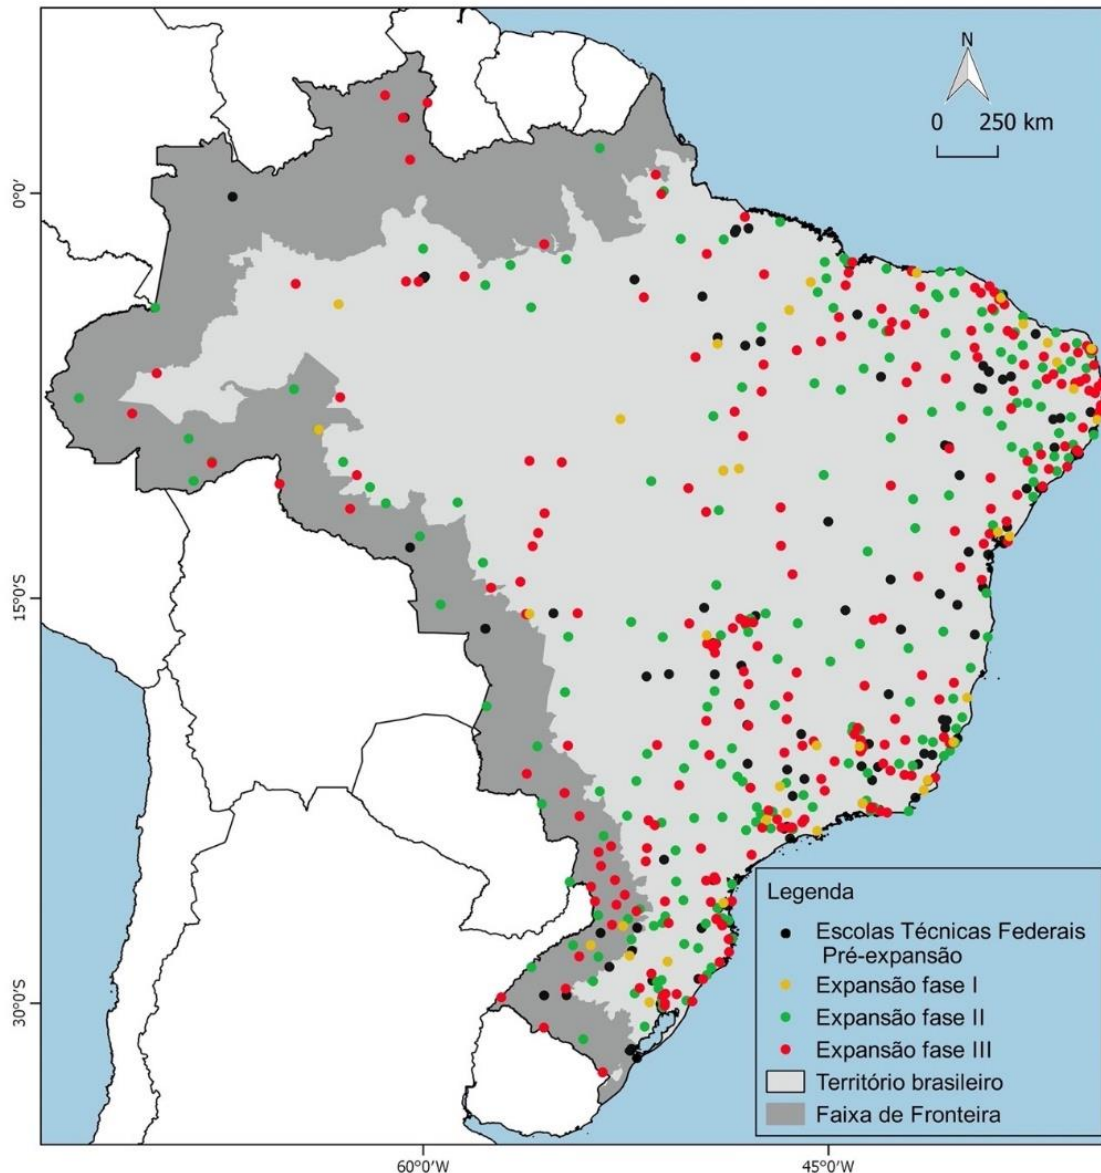 N
0 250 km
0°0'
15°0'S
30°0'S
Legenda
Escolas Técnicas Federais
Pré-expansão
Expansão fase I
Expansão fase II
Expansão fase III
Território brasileiro
Faixa de Fronteira
60°0'W
45°0'W